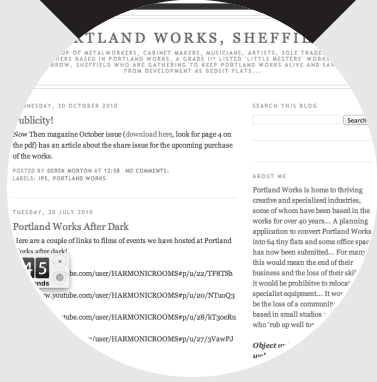 RTLAND WORKS, SHEFFI
UP OF METALWORKERS, CABINET MAKERS, MUSICIANS, ARTISTS, SOLE TRADE
HERS BASED IN PORTLAND WORKS, A GRADE II* LISTED 'LITTLE MESTERS' WORKS
ROW, SHEFFIELD WHO ARE GATHERING TO KEEP PORTLAND WORKS ALIVE AND SAV
FROM DEVELOPMENT AS BEDSIT FLATS...
NESDAY, 20 OCTOBER 2010
ublicity!
Now Then magazine October issue (download here, look for page 4 on
the pdf) has an article about the share issue for the upcoming purchase
of the works.
POSTED BY DEREK MORTON AT 12:58 NO COMMENTS:
LABELS: IPS, PORTLAND WORKS
TUESDAY, 20 JULY 2010
Portland Works After Dark
Here are a couple of links to films of events we have hosted at Portland
Works after dark!
45
nds
be.com/user/HARMONICROOMS#p/u/22/TF8TSh
.youtube.com/user/HARMONICROOMS#p/u/20/NTuoQ3
youtube.com/user/HARMONICROOMS#p/u/28/kT3oeRu
be.com/user/HARMONICROOMS#p/u/27/3VawPJ
SEARCH THIS BLOG
Search
ABOUT ME
Portland Works is home to thriving
creative and specialised industries,
some of whom have been based in the
works for over 40 years... A planning
application to convert Portland Works
into 64 tiny flats and some office spac
has now been submitted... For many
this would mean the end of their
business and the loss of their skil
It would be prohibitve to relocat
specialist equipment... It wou
be the loss of a community
based in small studios
who 'rub up well to
Object or